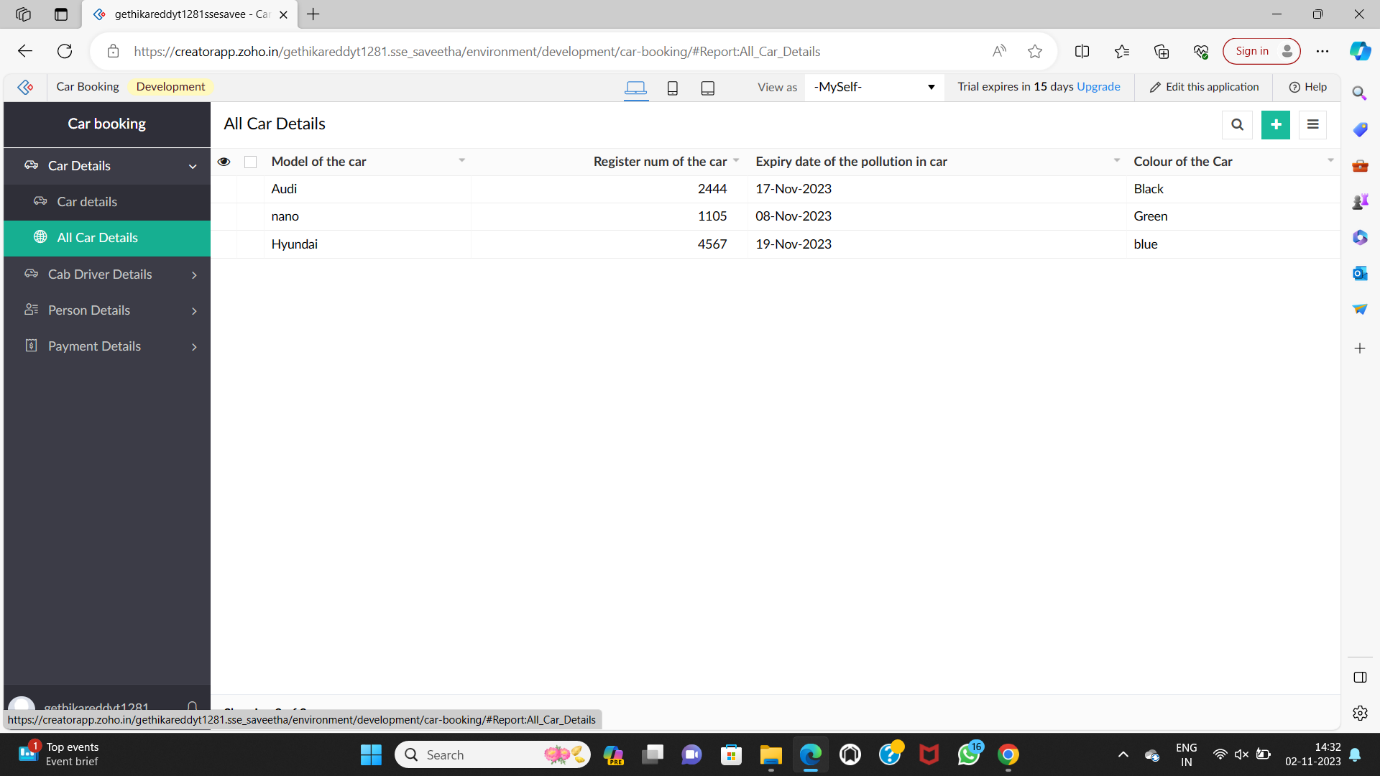 gethikareddyt1281ssesavee - Ca
https://creatorapp.zoho.in/gethikareddyt1281.sse_saveetha/environment/development/car-booking/#Report:All_Car_Details
Sign in
Car Booking Development View as -MySelf- Trial expires in 15 days Upgrade Edit this application Help
Car booking
All Car Details
Car Details
Car details
All Car Details
Cab Driver Details
Person Details
Payment Details
Model of the car Register num of the car Expiry date of the pollution in car Colour of the Car
Audi 2444 17-Nov-2023 Black
nano 1105 08-Nov-2023 Green
Hyundai 4567 19-Nov-2023 blue
gethikareddyt1281
https://creatorapp.zoho.in/gethikareddyt1281.sse_saveetha/environment/development/car-booking/#Report:All_Car_Details
1
Top events
Event brief
Search
PRE
16
ENG
IN
14:32
02-11-2023